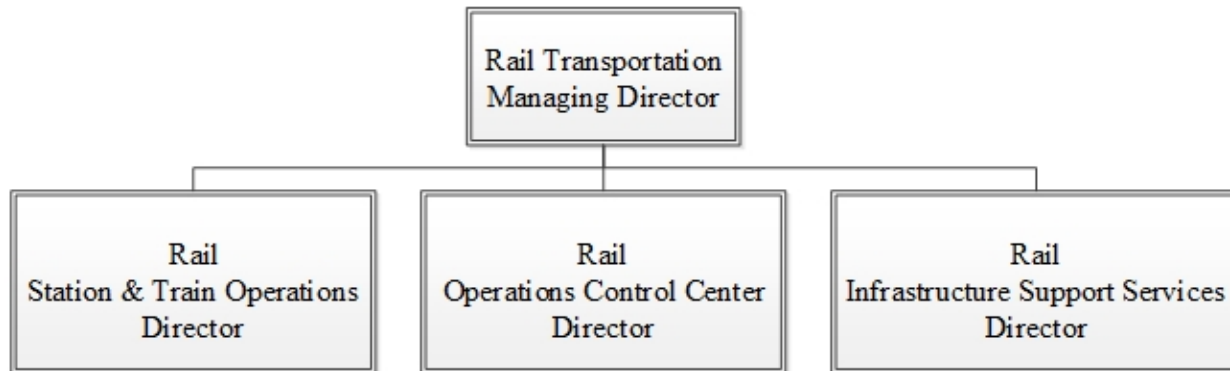 Rail Transportation
Managing Director
Rail
Station & Train Operations
Director
Rail
Operations Control Center
Director
Rail
Infrastructure Support Services
Director